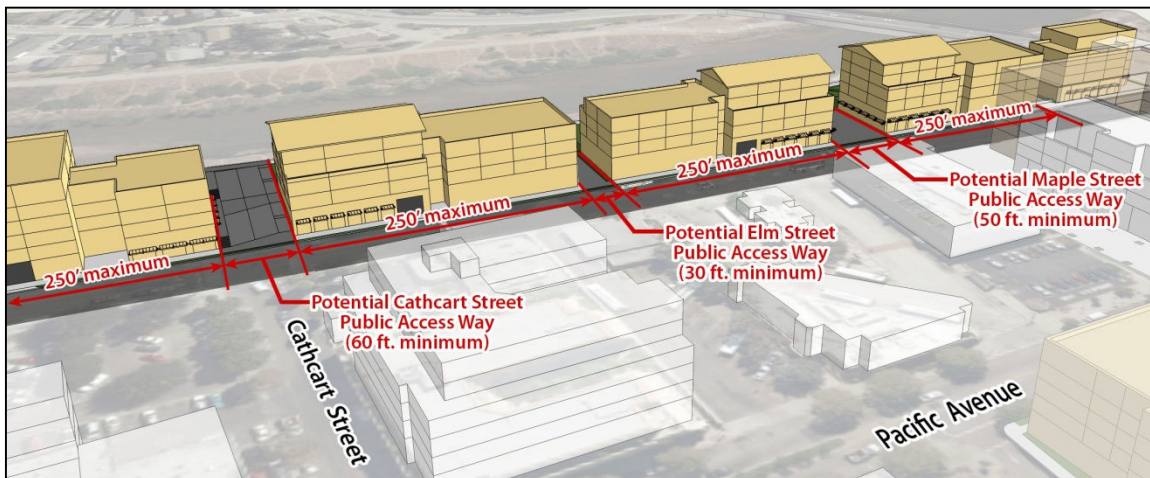 250' maximum
Potential Cathcart Street
Public Access Way
(60 ft. minimum)
250' maximum
Potential Elm Street
Public Access Way
(30 ft. minimum)
250' maximum
Potential Maple Street
Public Access Way
(50 ft. minimum)
250' maximum
Cathcart Street
Pacific Avenue